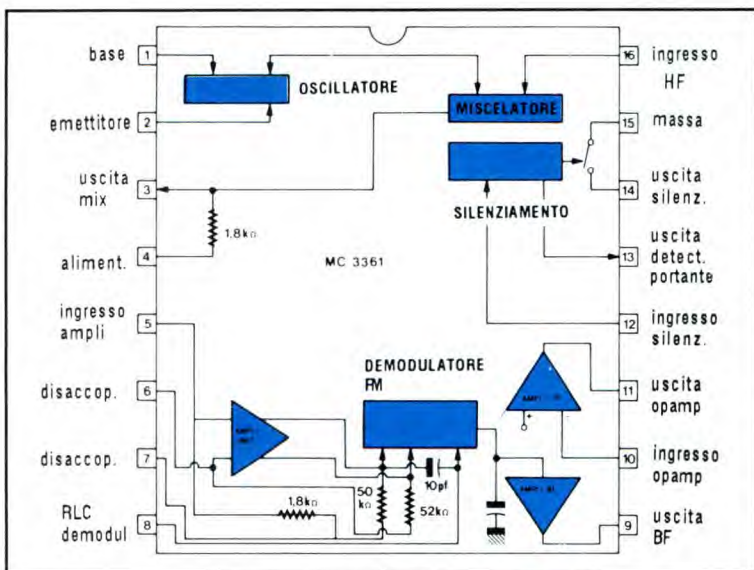 base
1
emettitore
2
uscita
mix
3
aliment.
4
ingresso
ampli
5
disaccop.
6
disaccop.
7
RLC
demodul
8
OSCILLATORE
MISCELATORE
SILENZIAMENTO
1,8kΩ
MC 3361
DEMODULATORE
FM
10pf
50
kΩ
52kΩ
1,8kΩ
16
ingresso
HF
15
massa
14
uscita
silenz.
13
uscita
detect.
portante
12
ingresso
silenz.
11
uscita
opamp
10
ingresso
opamp
9
uscita
BF
+